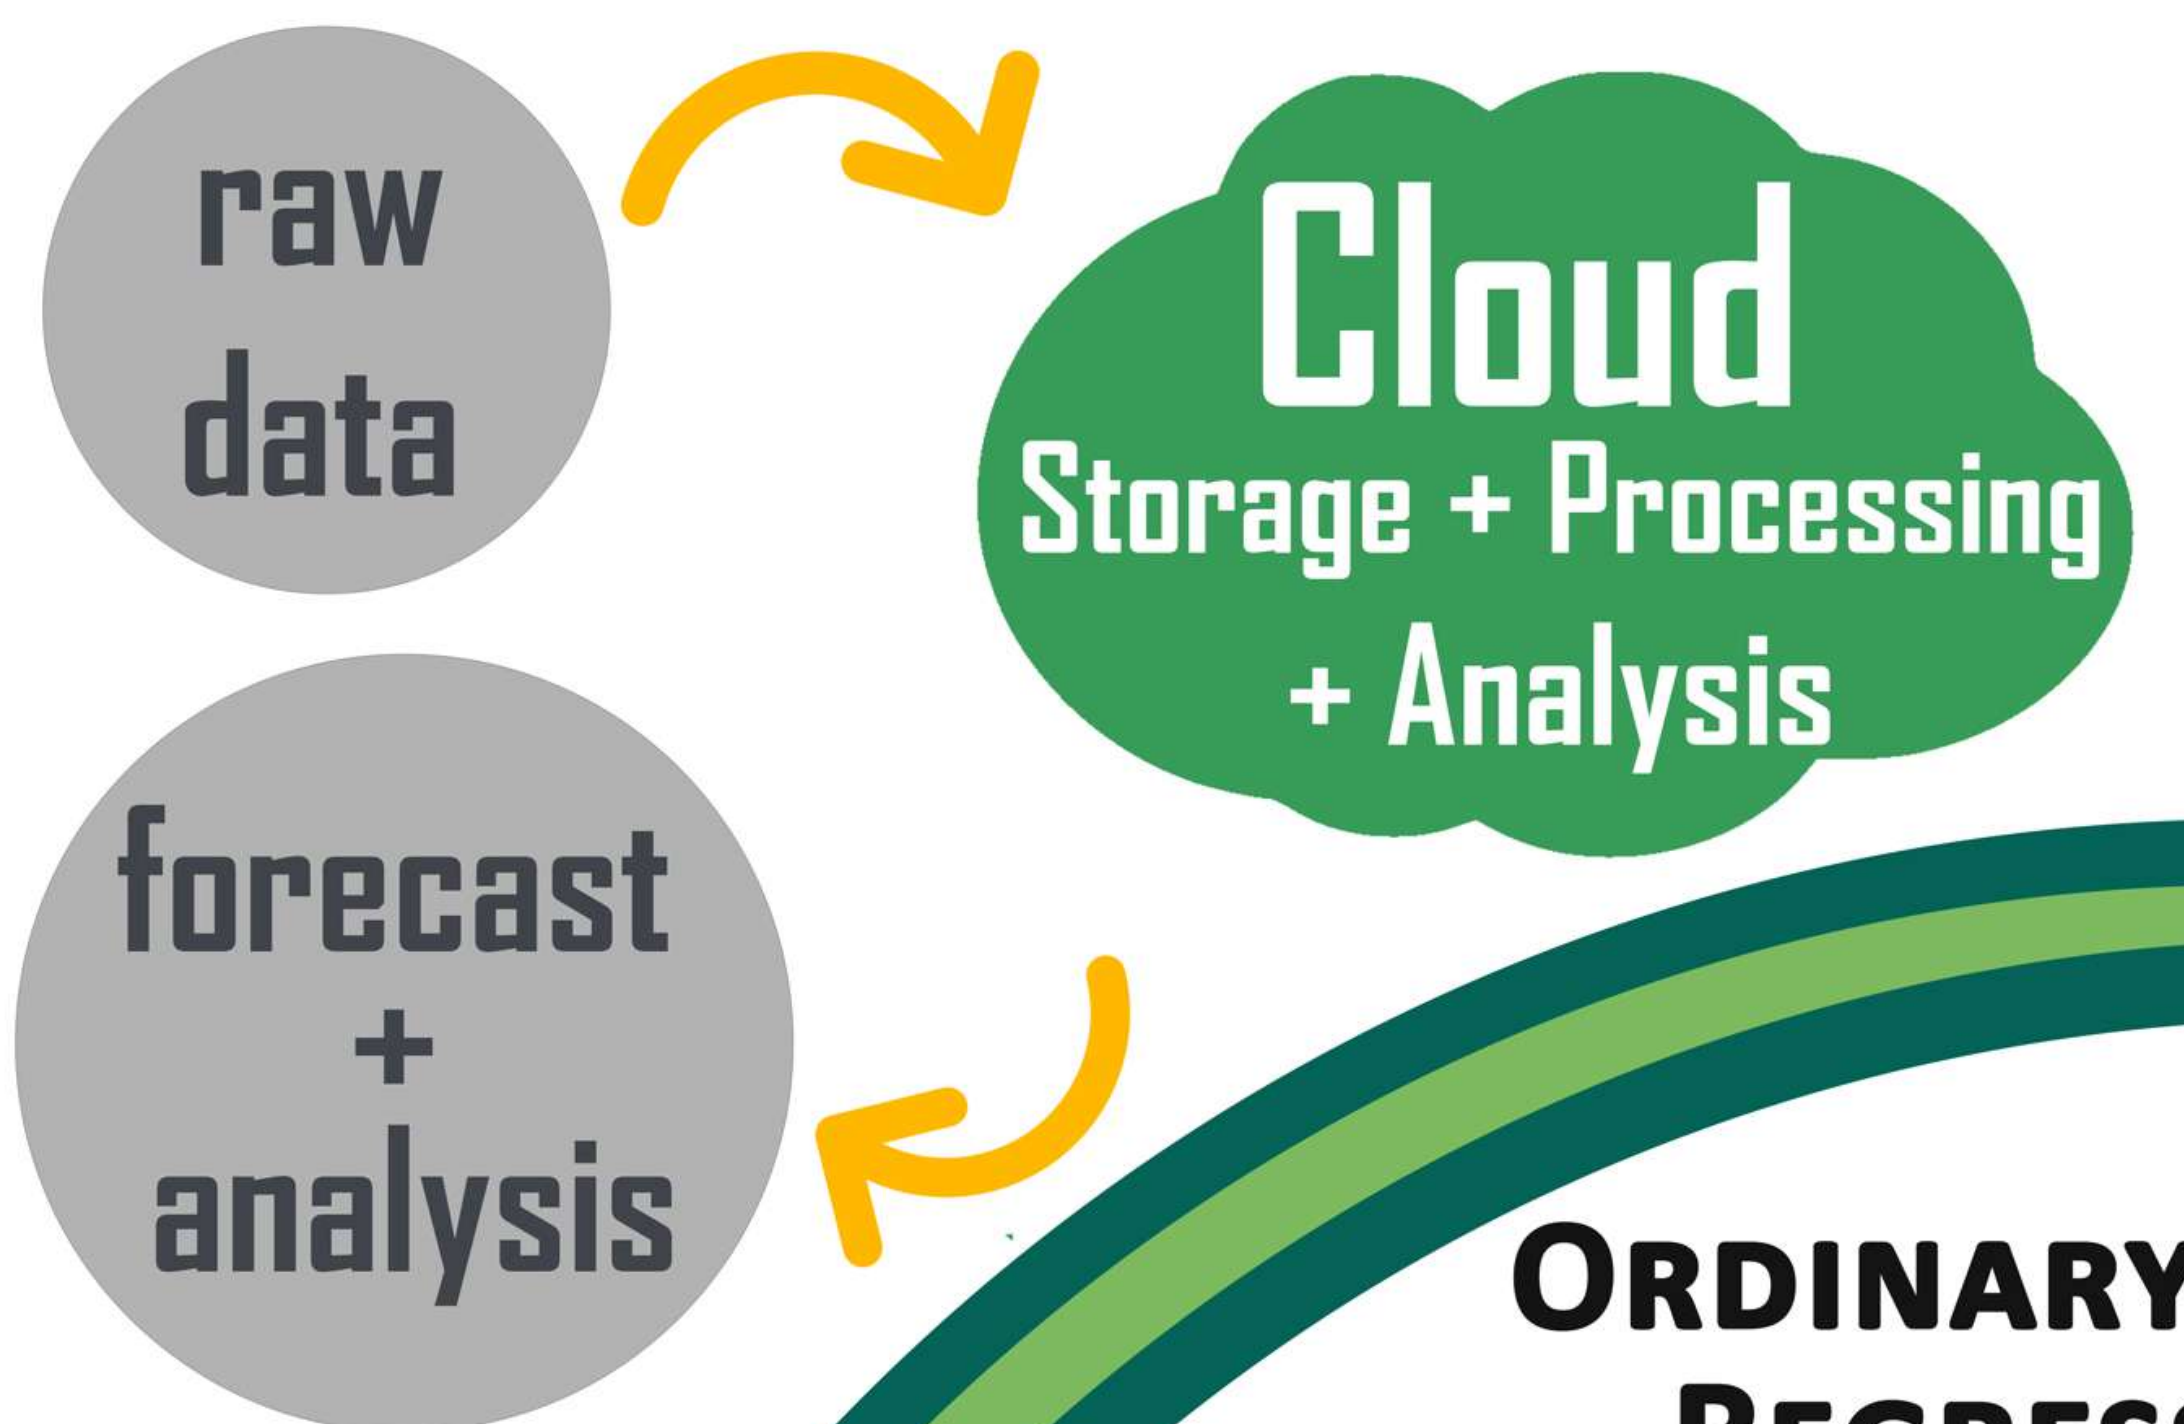 raw
data
Cloud
Storage + Processing
+ Analysis
forecast
+
analysis
ORDINARY